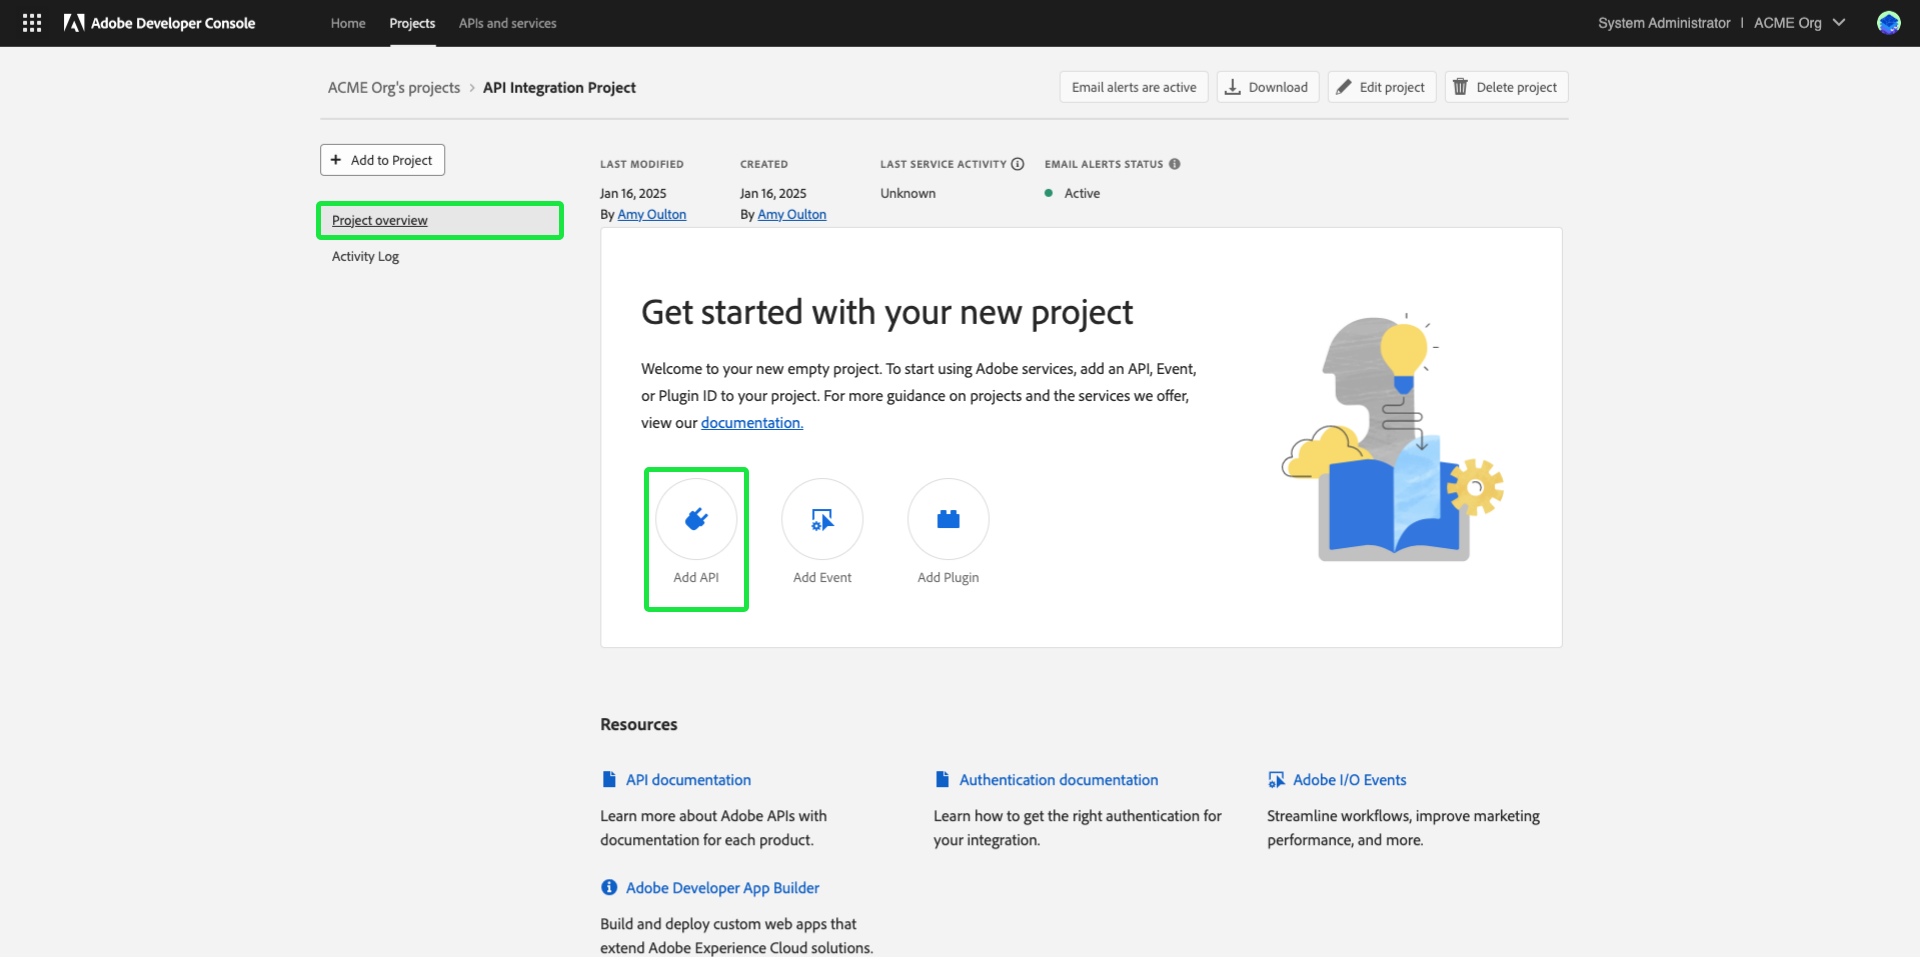 Adobe Developer Console
Home
Projects
APIs and services
System Administrator | ACME Org
ACME Org's projects > API Integration Project
Email alerts are active
Download
Edit project
Delete project
+ Add to Project
Project overview
Activity Log
LAST MODIFIED
Jan 16, 2025
By Amy Oulton
CREATED
Jan 16, 2025
By Amy Oulton
LAST SERVICE ACTIVITY
Unknown
EMAIL ALERTS STATUS
Active
Get started with your new project
Welcome to your new empty project. To start using Adobe services, add an API, Event,
or Plugin ID to your project. For more guidance on projects and the services we offer,
view our documentation.
Add API
Add Event
Add Plugin
Resources
API documentation
Learn more about Adobe APIs with
documentation for each product.
Authentication documentation
Learn how to get the right authentication for
your integration.
Adobe I/O Events
Streamline workflows, improve marketing
performance, and more.
Adobe Developer App Builder
Build and deploy custom web apps that
extend Adobe Experience Cloud solutions.